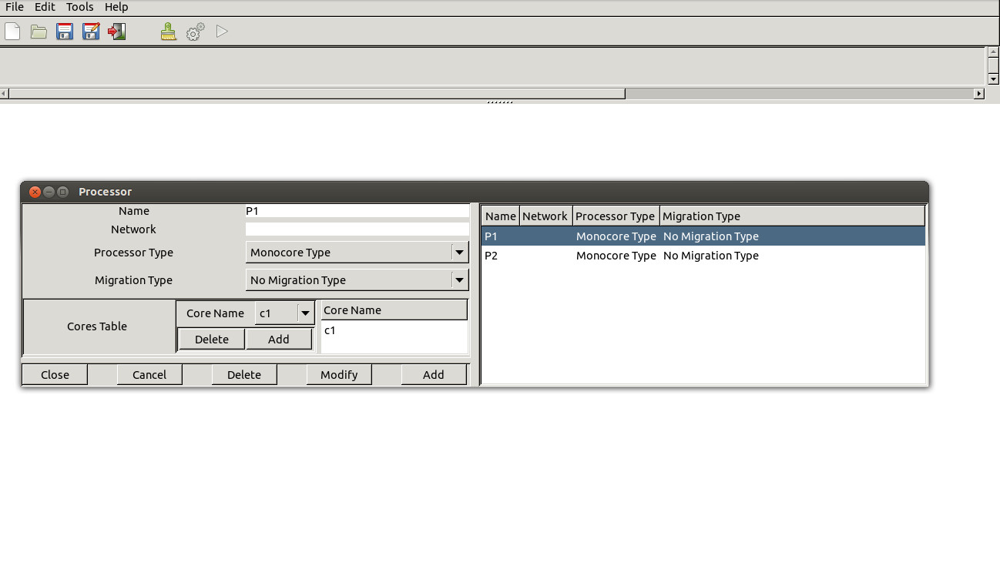 File Edit Tools Help
Processor
Name P1
Network
Processor Type Monocore Type
Migration Type No Migration Type
Cores Table
Core Name c1
Delete Add
Core Name
c1
Close Cancel Delete Modify Add
Name Network Processor Type Migration Type
P1 Monocore Type No Migration Type
P2 Monocore Type No Migration Type